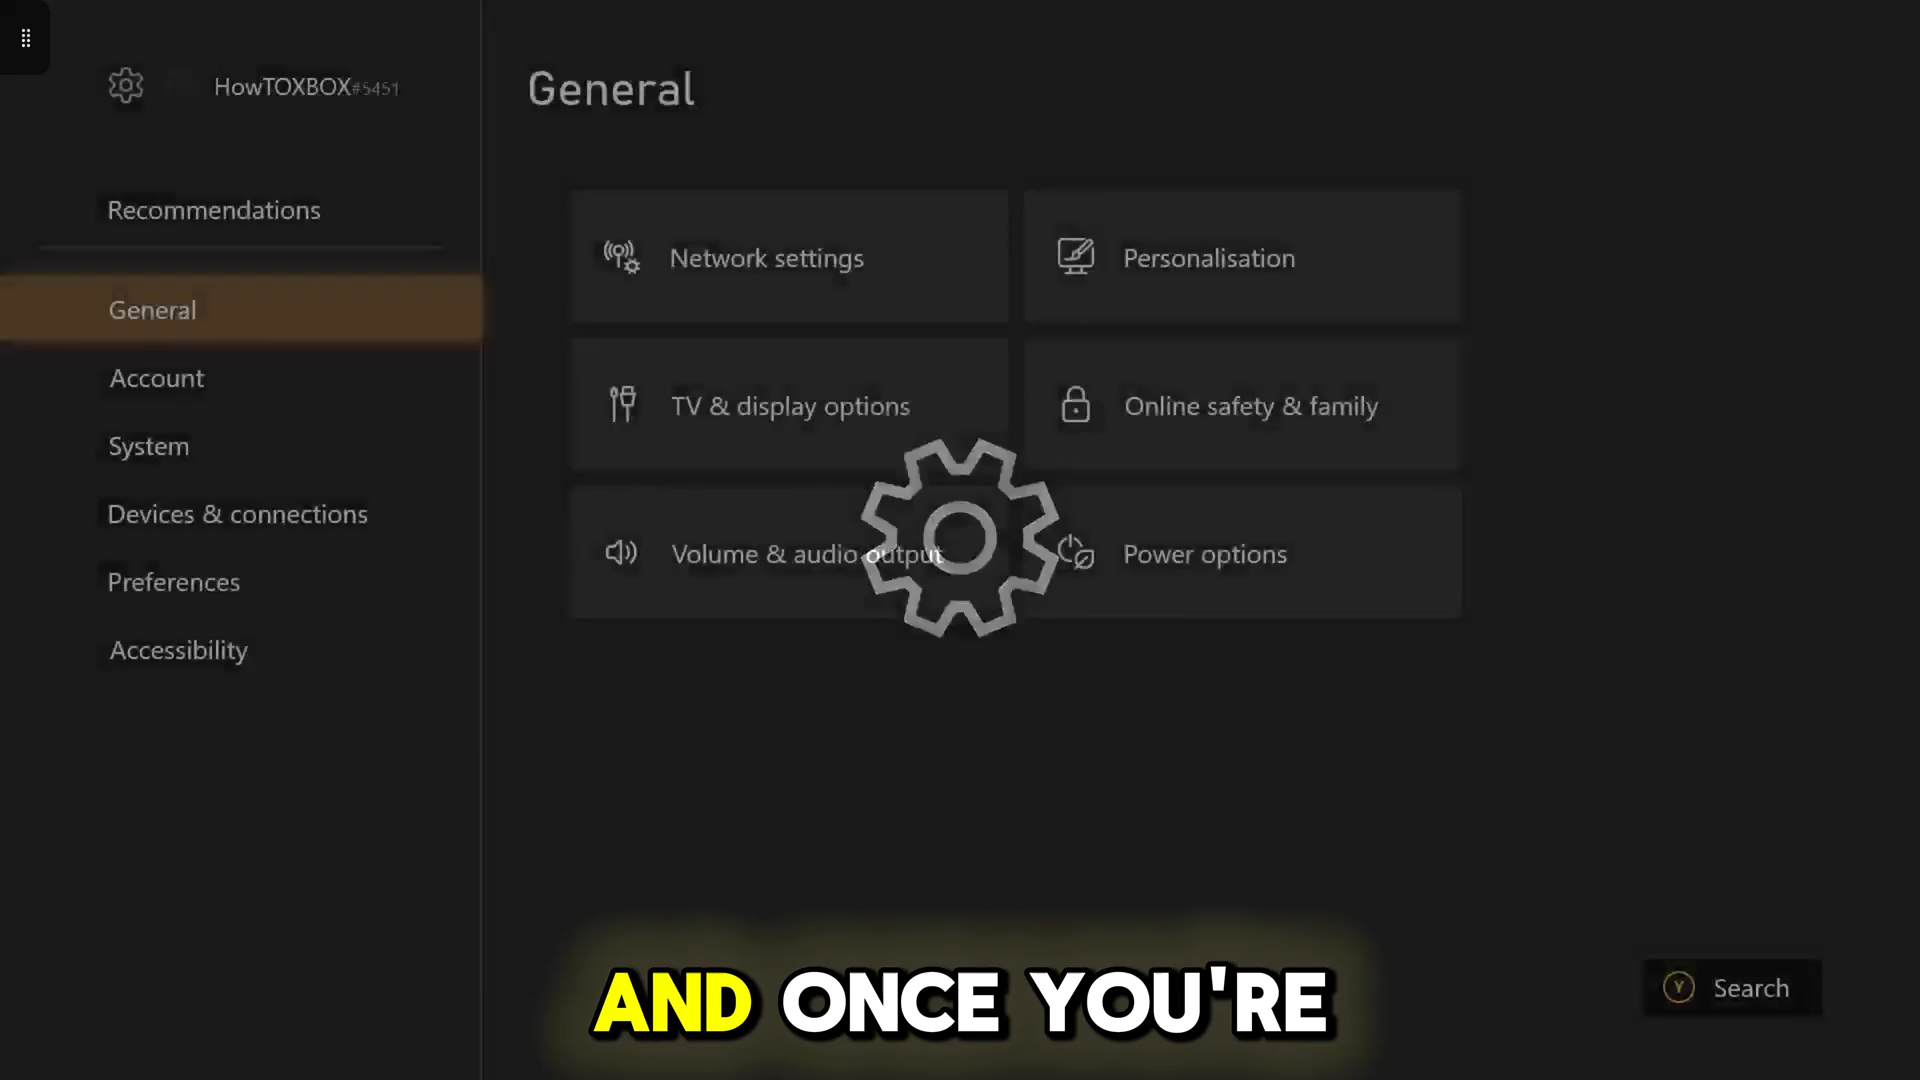 HowTOXBOX#5451
Recommendations
General
Account
System
Devices & connections
Preferences
Accessibility
General
Network settings
Personalisation
TV & display options
Online safety & family
Volume & audio output
Power options
Y Search
AND ONCE YOU'RE